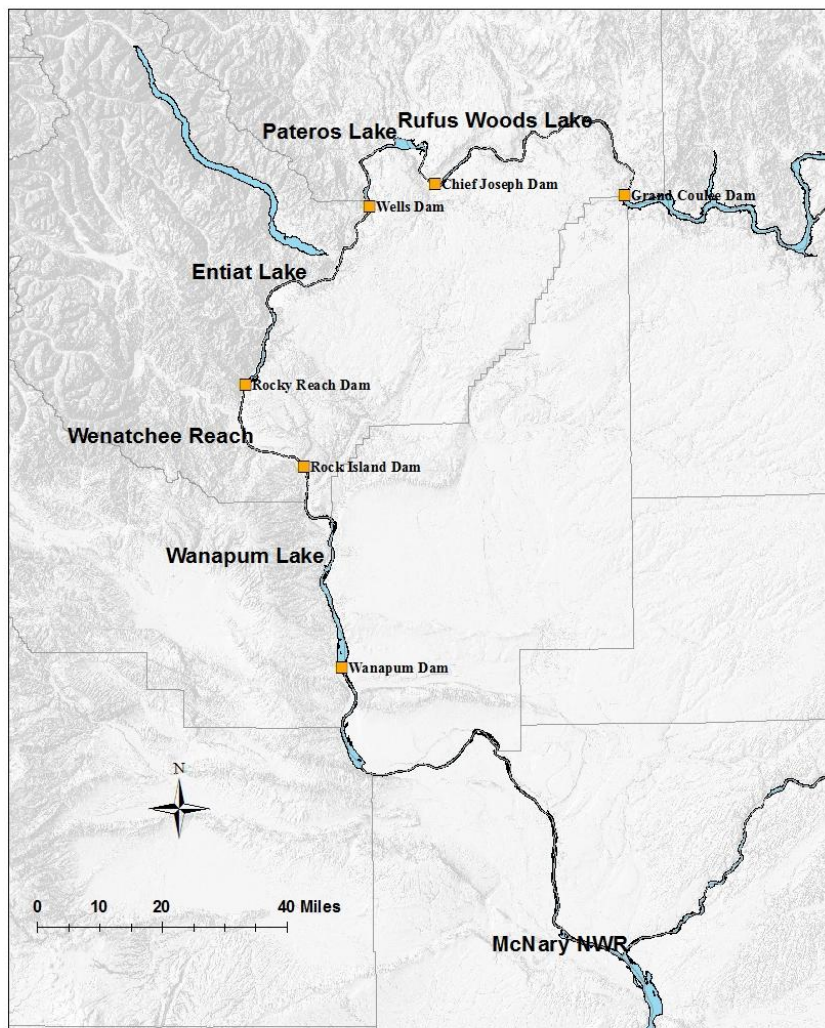 Rufus Woods Lake
Pateros Lake
Chief Joseph Dam
Grand Coulee Dam
Wells Dam
Entiat Lake
Rocky Reach Dam
Wenatchee Reach
Rock Island Dam
Wanapum Lake
Wanapum Dam
N
0 10 20 40 Miles
McNary NWR